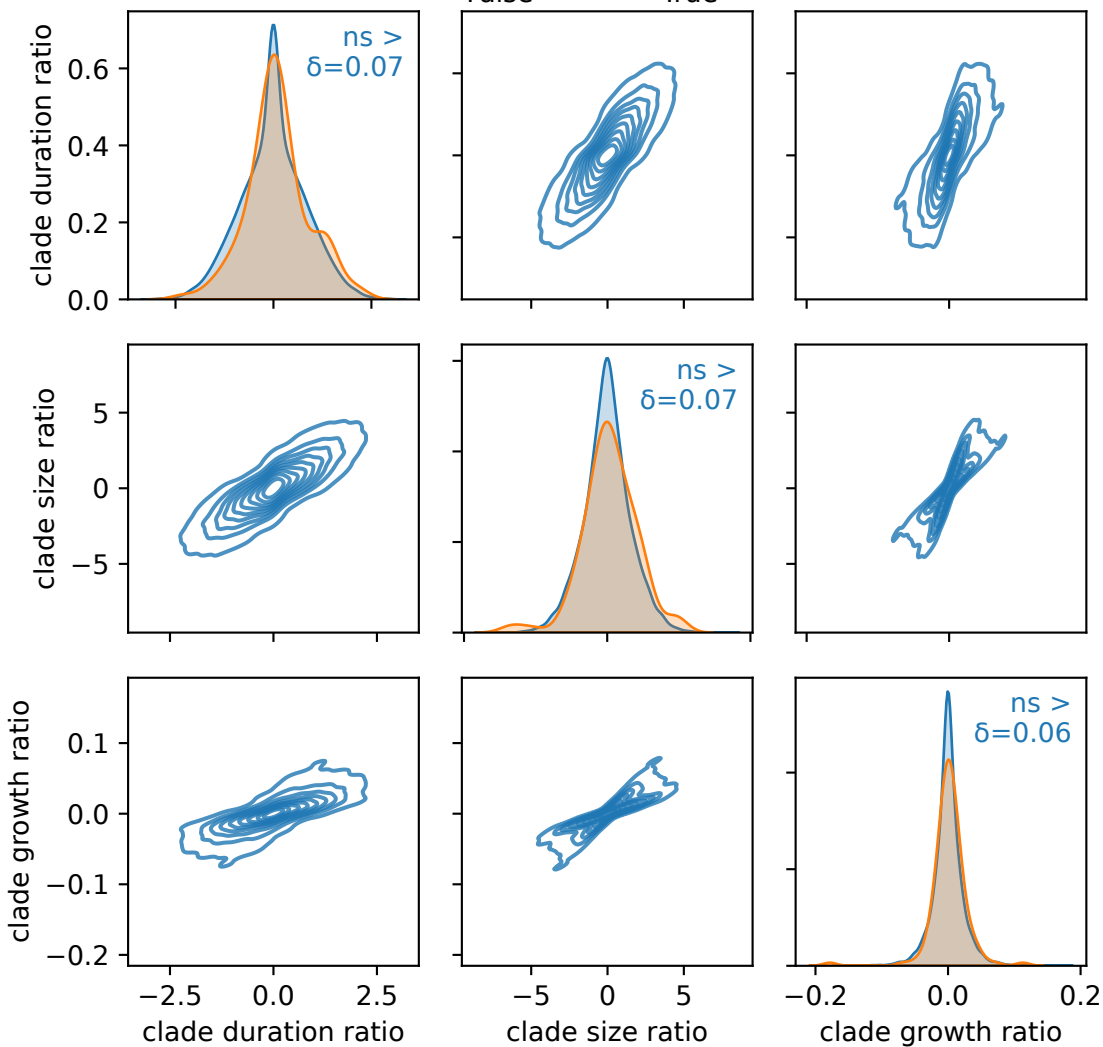 clade duration ratio
0.6
0.4
0.2
0.0
ns >
δ=0.07
clade size ratio
5
0
−5
ns >
δ=0.07
clade growth ratio
0.1
0.0
−0.1
−0.2
ns >
δ=0.06
−2.5 0.0 2.5
−5 0 5
−0.2 0.0 0.2
clade duration ratio
clade size ratio
clade growth ratio